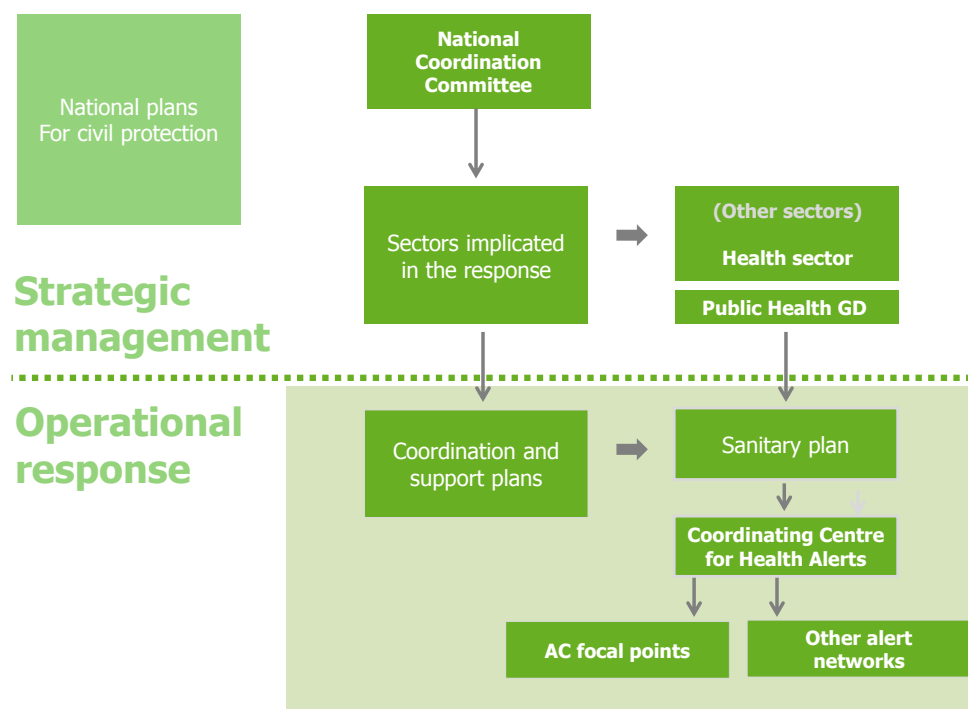 National plans
For civil protection
National
Coordination
Committee
Sectors implicated
in the response
(Other sectors)
Health sector
Public Health GD
Strategic
management
Operational
response
Coordination and
support plans
Sanitary plan
Coordinating Centre
for Health Alerts
AC focal points
Other alert
networks